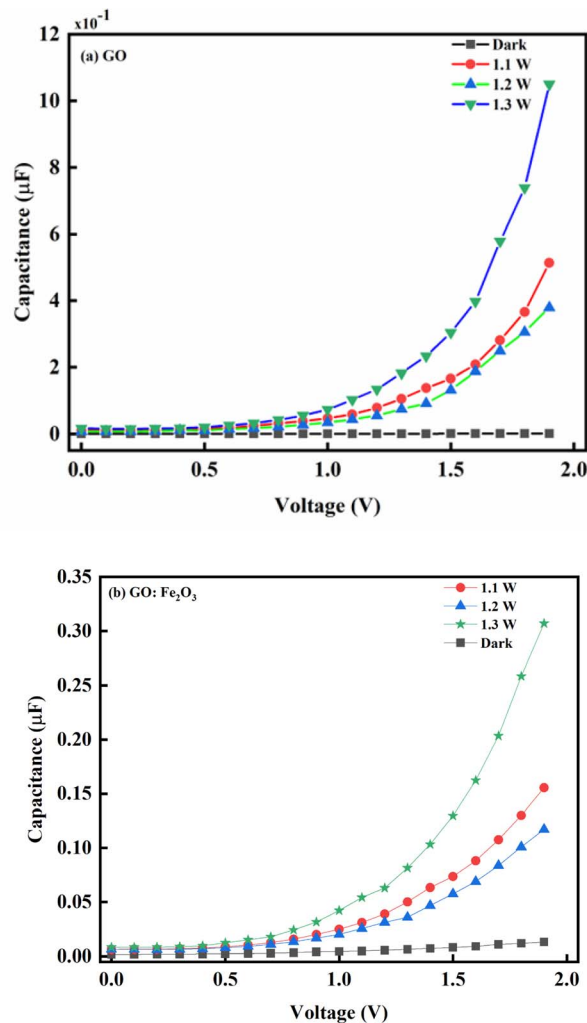 x10⁻¹
12
(a) GO
Dark
1.1 W
1.2 W
1.3 W
10
8
6
4
2
0
Capacitance (µF)
0.0 0.5 1.0 1.5 2.0
Voltage (V)
0.35
(b) GO: Fe₂O₃
1.1 W
1.2 W
1.3 W
Dark
0.30
0.25
0.20
0.15
0.10
0.05
0.00
Capacitance (µF)
0.0 0.5 1.0 1.5 2.0
Voltage (V)